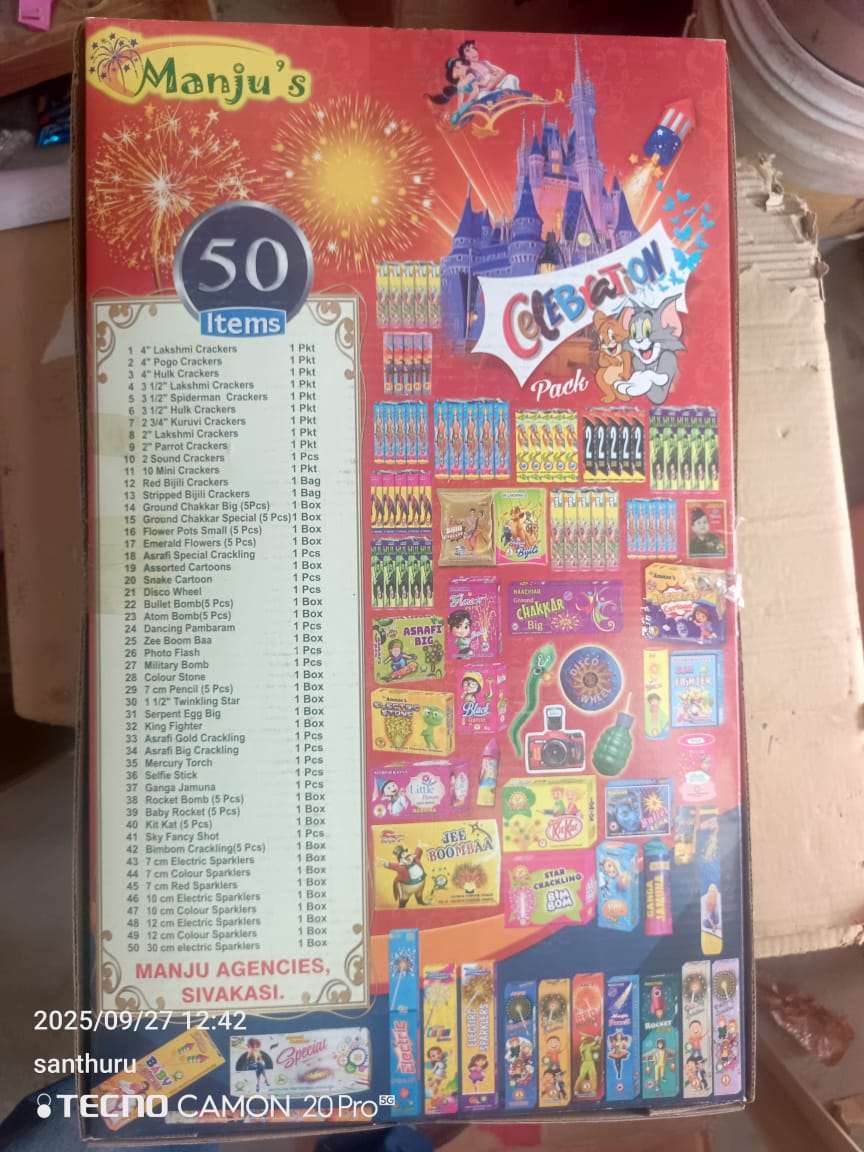 Manju's
50
Items
CELEBRATION
Pack
1 4" Lakshmi Crackers 1 Pkt
2 4" Pogo Crackers 1 Pkt
3 4" Hulk Crackers 1 Pkt
4 3 1/2" Lakshmi Crackers 1 Pkt
5 3 1/2" Spiderman Crackers 1 Pkt
6 3 1/2" Hulk Crackers 1 Pkt
7 2 3/4" Kuruvi Crackers 1 Pkt
8 2" Lakshmi Crackers 1 Pkt
9 2" Parrot Crackers 1 Pkt
10 2 Sound Crackers 1 Pcs
11 10 Mini Crackers 1 Pkt
12 Red Bijili Crackers 1 Bag
13 Stripped Bijili Crackers 1 Bag
14 Ground Chakkar Big (5Pcs) 1 Box
15 Ground Chakkar Special (5 Pcs) 1 Box
16 Flower Pots Small (5 Pcs) 1 Box
17 Emerald Flowers (5 Pcs) 1 Box
18 Asrafi Special Crackling 1 Pcs
19 Assorted Cartoons 1 Box
20 Snake Cartoon 1 Pcs
21 Disco Wheel 1 Pcs
22 Bullet Bomb(5 Pcs) 1 Box
23 Atom Bomb(5 Pcs) 1 Box
24 Dancing Pambaram 1 Pcs
25 Zee Boom Baa 1 Box
26 Photo Flash 1 Pcs
27 Military Bomb 1 Pcs
28 Colour Stone 1 Box
29 7 cm Pencil (5 Pcs) 1 Box
30 1 1/2" Twinkling Star 1 Box
31 Serpent Egg Big 1 Box
32 King Fighter 1 Box
33 Asrafi Gold Crackling 1 Pcs
34 Asrafi Big Crackling 1 Pcs
35 Mercury Torch 1 Pcs
36 Selfie Stick 1 Pcs
37 Ganga Jamuna 1 Pcs
38 Rocket Bomb (5 Pcs) 1 Box
39 Baby Rocket (5 Pcs) 1 Box
40 Kit Kat (5 Pcs) 1 Box
41 Sky Fancy Shot 1 Pcs
42 Bimbom Crackling(5 Pcs) 1 Box
43 7 cm Electric Sparklers 1 Box
44 7 cm Colour Sparklers 1 Box
45 7 cm Red Sparklers 1 Box
46 10 cm Electric Sparklers 1 Box
47 10 cm Colour Sparklers 1 Box
48 12 cm Electric Sparklers 1 Box
49 12 cm Colour Sparklers 1 Box
50 30 cm electric Sparklers 1 Box
MANJU AGENCIES,
SIVAKASI.
NAACHIAR
Ground
CHAKKAR
Big
ASRAFI
BIG
DISCO
WHEEL
FIGHTER
Black
Little
KitKat
Bullet
JEE
BOOMBAA
STAR
CRACKLING
BIM
BOM
GANGA
JAMUNA
Electric
ELECTRIC
SPARKLERS
Magic
Pencil
ROCKET
BABY
Special
2025/09/27 12:42
santhuru
TECNO CAMON 20 Pro 5G